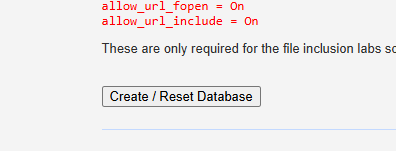 allow_url_fopen = On
allow_url_include = On
These are only required for the file inclusion labs
Create / Reset Database